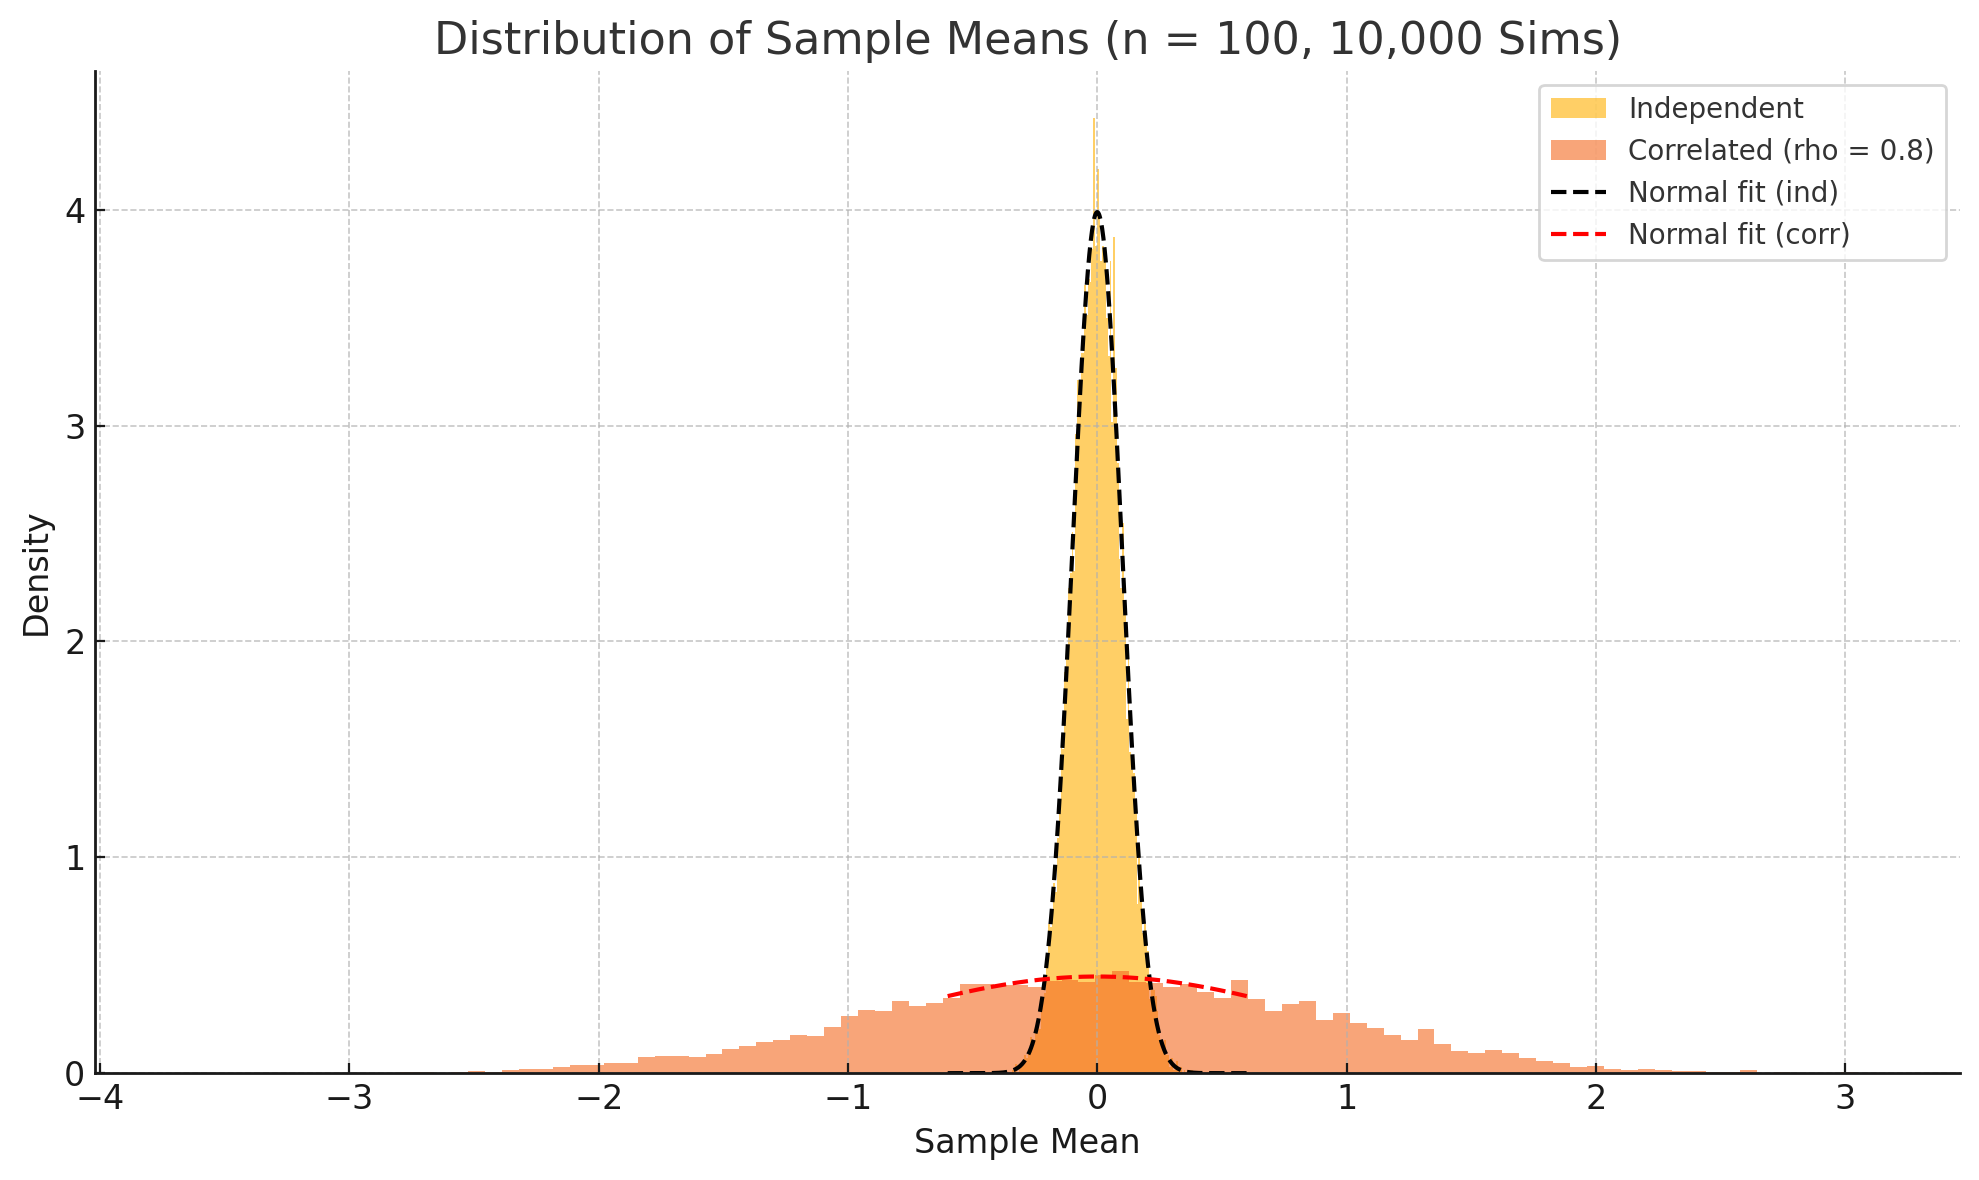 Distribution of Sample Means (n = 100, 10,000 Sims)
Independent
Correlated (rho = 0.8)
Normal fit (ind)
Normal fit (corr)
Density
4
3
2
1
0
−4
−3
−2
−1
0
1
2
3
Sample Mean